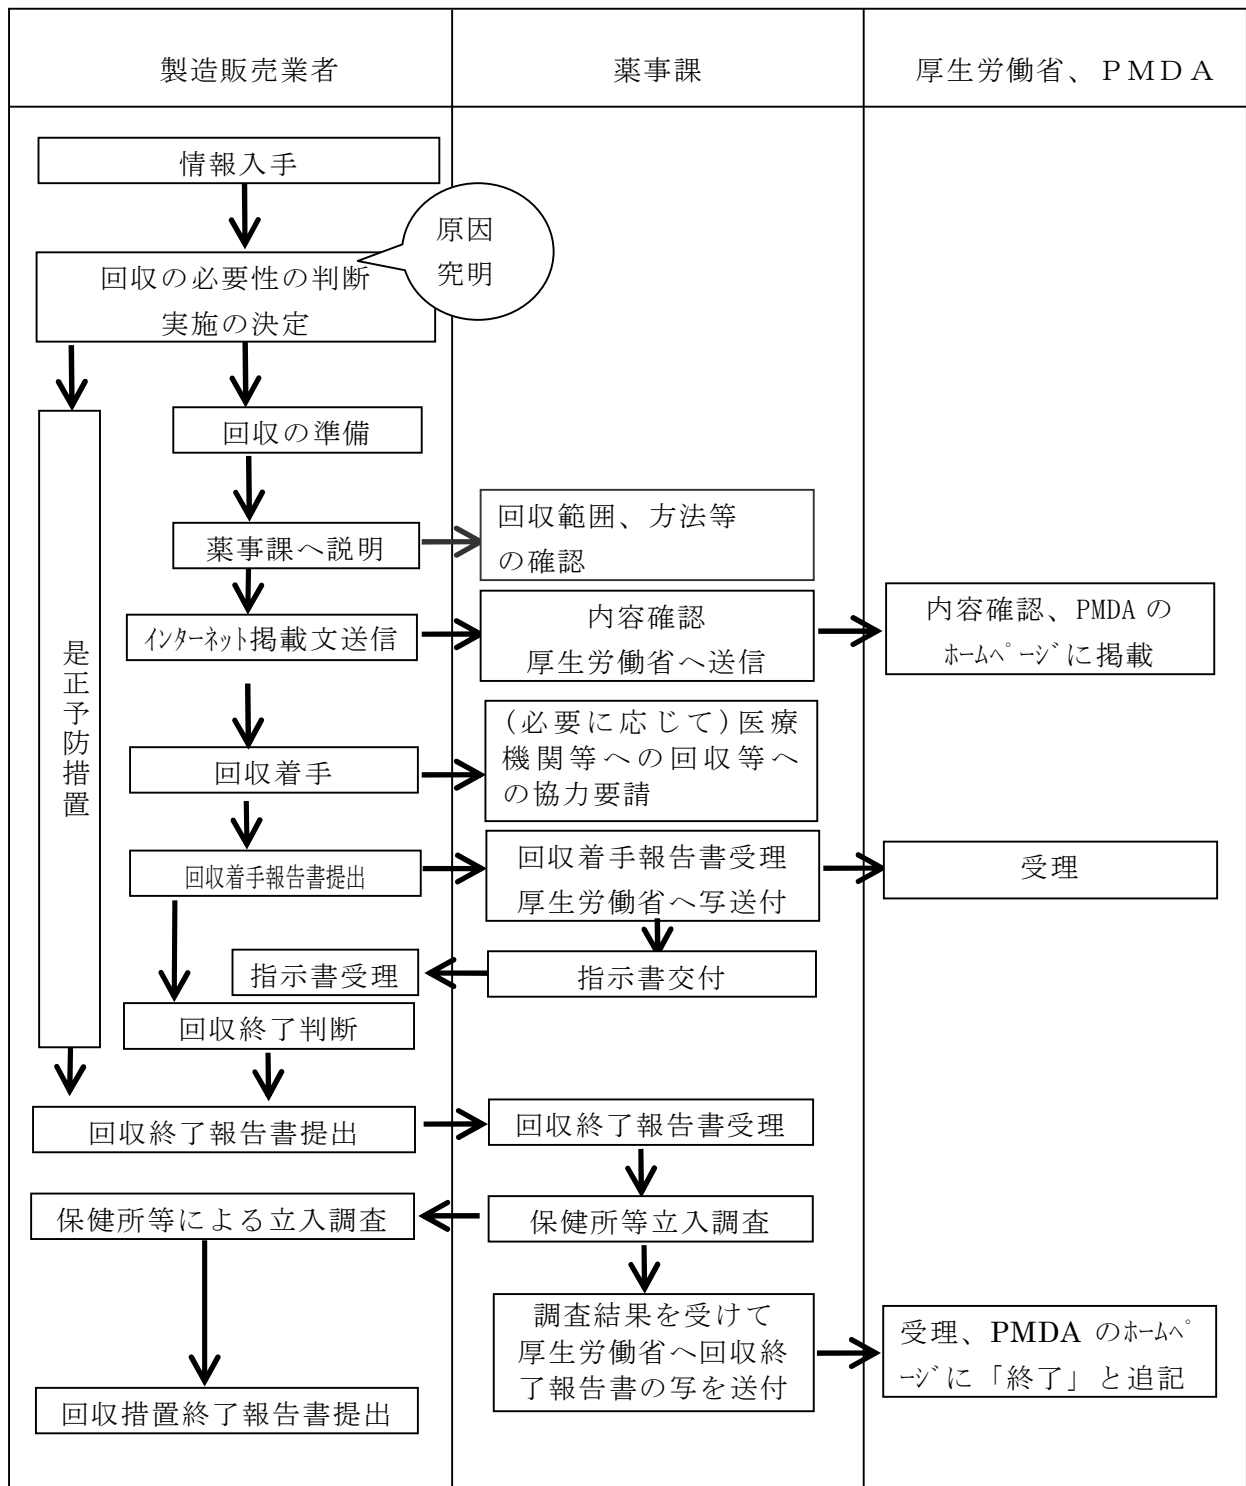 製造販売業者
薬事課
厚生労働省、ＰＭＤＡ
情報入手
原因
究明
回収の必要性の判断
実施の決定
回収の準備
薬事課へ説明
回収範囲、方法等
の確認
インターネット掲載文送信
内容確認
厚生労働省へ送信
内容確認、PMDA の
ﾎｰﾑﾍﾟｰｼﾞに掲載
是正予防措置
回収着手
(必要に応じて)医療
機関等への回収等へ
の協力要請
回収着手報告書提出
回収着手報告書受理
厚生労働省へ写送付
受理
指示書受理
指示書交付
回収終了判断
回収終了報告書提出
回収終了報告書受理
保健所等による立入調査
保健所等立入調査
調査結果を受けて
厚生労働省へ回収終
了報告書の写を送付
受理、PMDA のﾎｰﾑﾍﾟ
ｰｼﾞに「終了」と追記
回収措置終了報告書提出